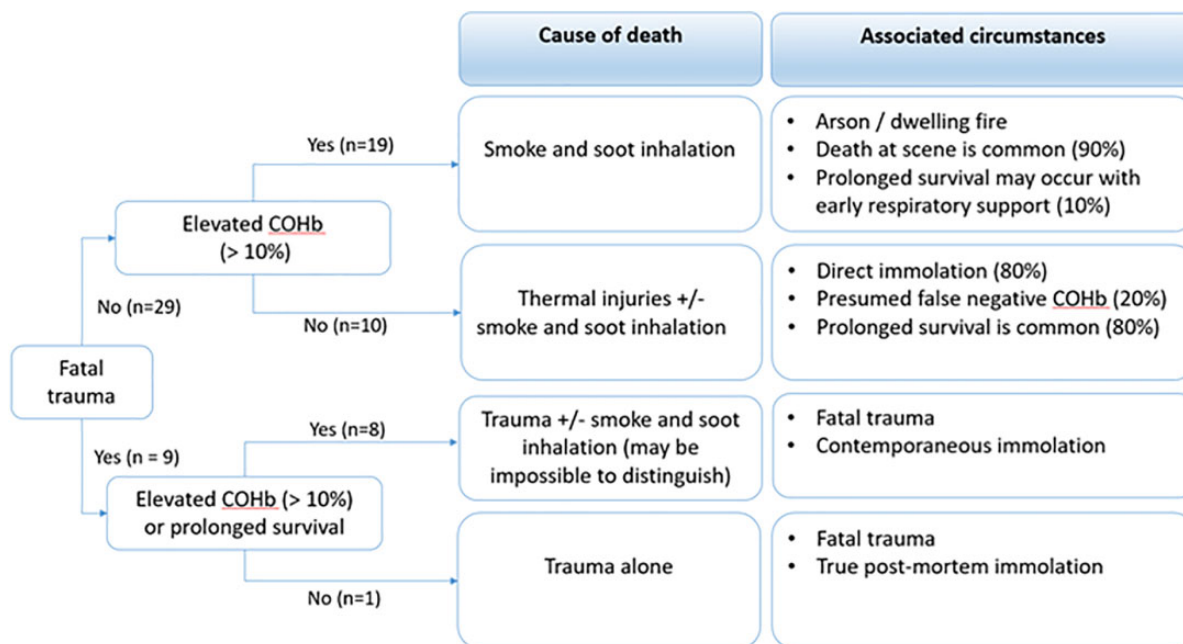 Cause of death
Associated circumstances
Yes (n=19)
Smoke and soot inhalation
• Arson / dwelling fire
• Death at scene is common (90%)
• Prolonged survival may occur with
early respiratory support (10%)
Elevated COHb
(> 10%)
No (n=29)
No (n=10)
Thermal injuries +/-
smoke and soot inhalation
• Direct immolation (80%)
• Presumed false negative COHb (20%)
• Prolonged survival is common (80%)
Fatal
trauma
Yes (n = 9)
Yes (n=8)
Trauma +/- smoke and soot
inhalation (may be
impossible to distinguish)
• Fatal trauma
• Contemporaneous immolation
Elevated COHb (> 10%)
or prolonged survival
No (n=1)
Trauma alone
• Fatal trauma
• True post-mortem immolation